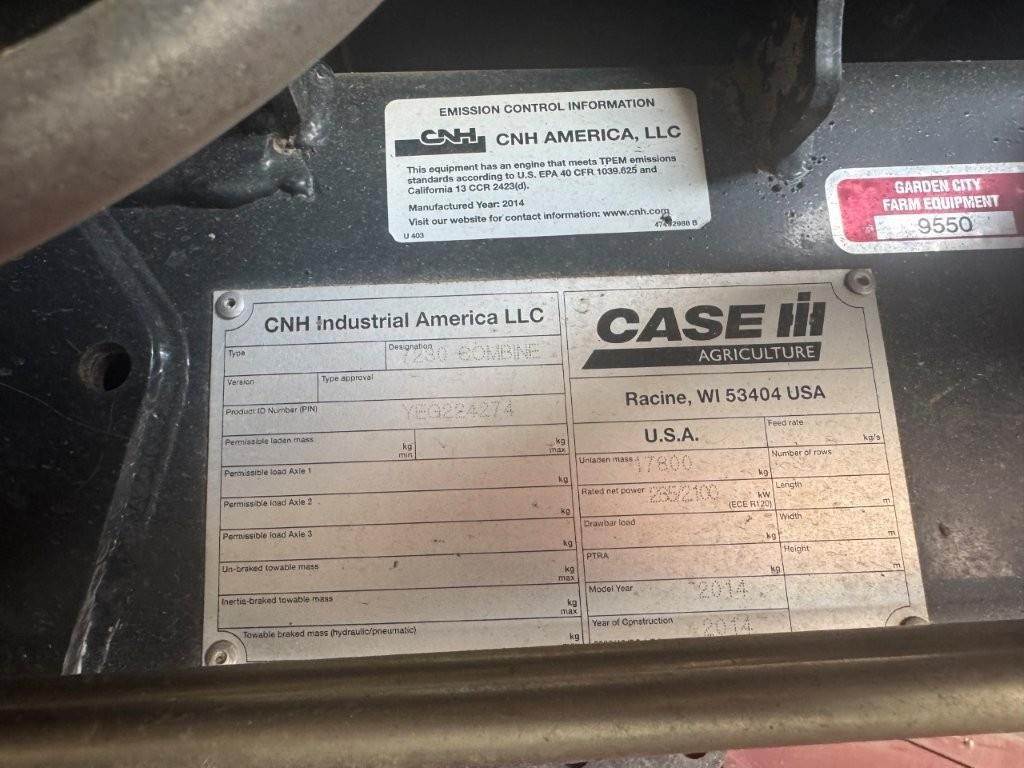 EMISSION CONTROL INFORMATION
CNH CNH AMERICA, LLC
This equipment has an engine that meets TPEM emissions
standards according to U.S. EPA 40 CFR 1039.625 and
California 13 CCR 2423(d).
Manufactured Year: 2014
Visit our website for contact information: www.cnh.com
U 403
GARDEN CITY
FARM EQUIPMENT
9550
CNH Industrial America LLC
Type
Designation 7230 COMBINE
Version
Type approval
Product ID Number (PIN) YEG224274
Permissible laden mass kg min kg max
Permissible load Axle 1 kg
Permissible load Axle 2 kg
Permissible load Axle 3 kg
Un-braked towable mass kg max
Inertia-braked towable mass kg max
Towable braked mass (hydraulic/pneumatic) kg
CASE IH
AGRICULTURE
Racine, WI 53404 USA
U.S.A.
Feed rate kg/s
Unladen mass 17800 kg
Number of rows
Rated net power kW
(ECE R120)
Length m
Drawbar load kg
Width m
PTRA kg
Height m
Model Year 2014
Year of Construction 2014